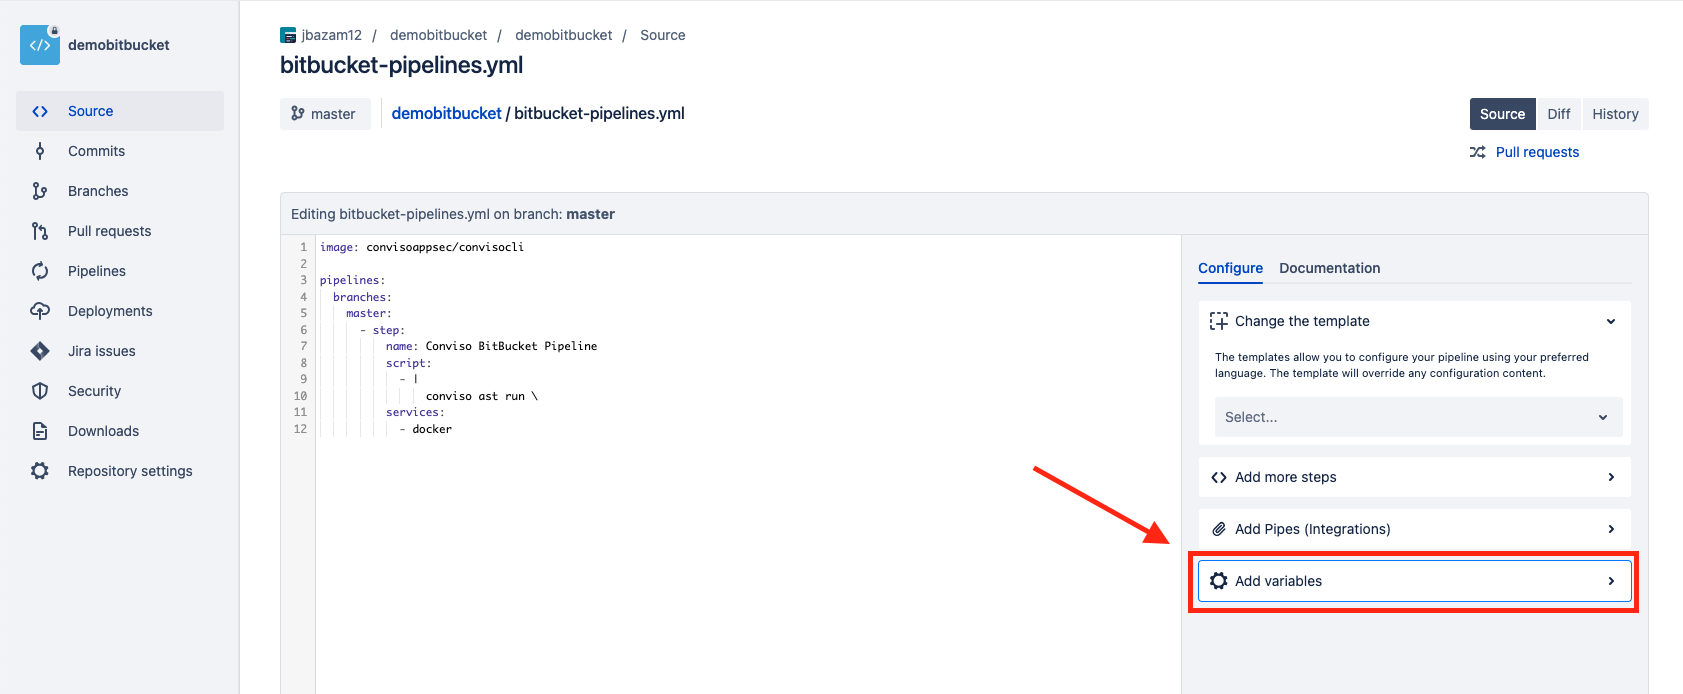 demobitbucket
Source
Commits
Branches
Pull requests
Pipelines
Deployments
Jira issues
Security
Downloads
Repository settings
jbazam12 / demobitbucket / demobitbucket / Source
bitbucket-pipelines.yml
master
demobitbucket / bitbucket-pipelines.yml
Source Diff History
Pull requests
Editing bitbucket-pipelines.yml on branch: master
1 image: convisoappsec/convisocli
2
3 pipelines:
4   branches:
5     master:
6       - step:
7           name: Conviso BitBucket Pipeline
8           script:
9             - |
10                 conviso ast run \
11           services:
12             - docker
Configure Documentation
Change the template
The templates allow you to configure your pipeline using your preferred
language. The template will override any configuration content.
Select...
Add more steps
Add Pipes (Integrations)
Add variables